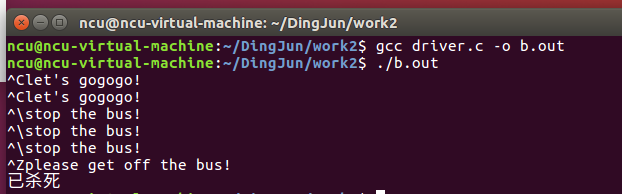 ncu@ncu-virtual-machine: ~/DingJun/work2
ncu@ncu-virtual-machine:~/DingJun/work2$ gcc driver.c -o b.out
ncu@ncu-virtual-machine:~/DingJun/work2$ ./b.out
^Clet's gogogo!
^Clet's gogogo!
^\stop the bus!
^\stop the bus!
^\stop the bus!
^Zplease get off the bus!
已杀死